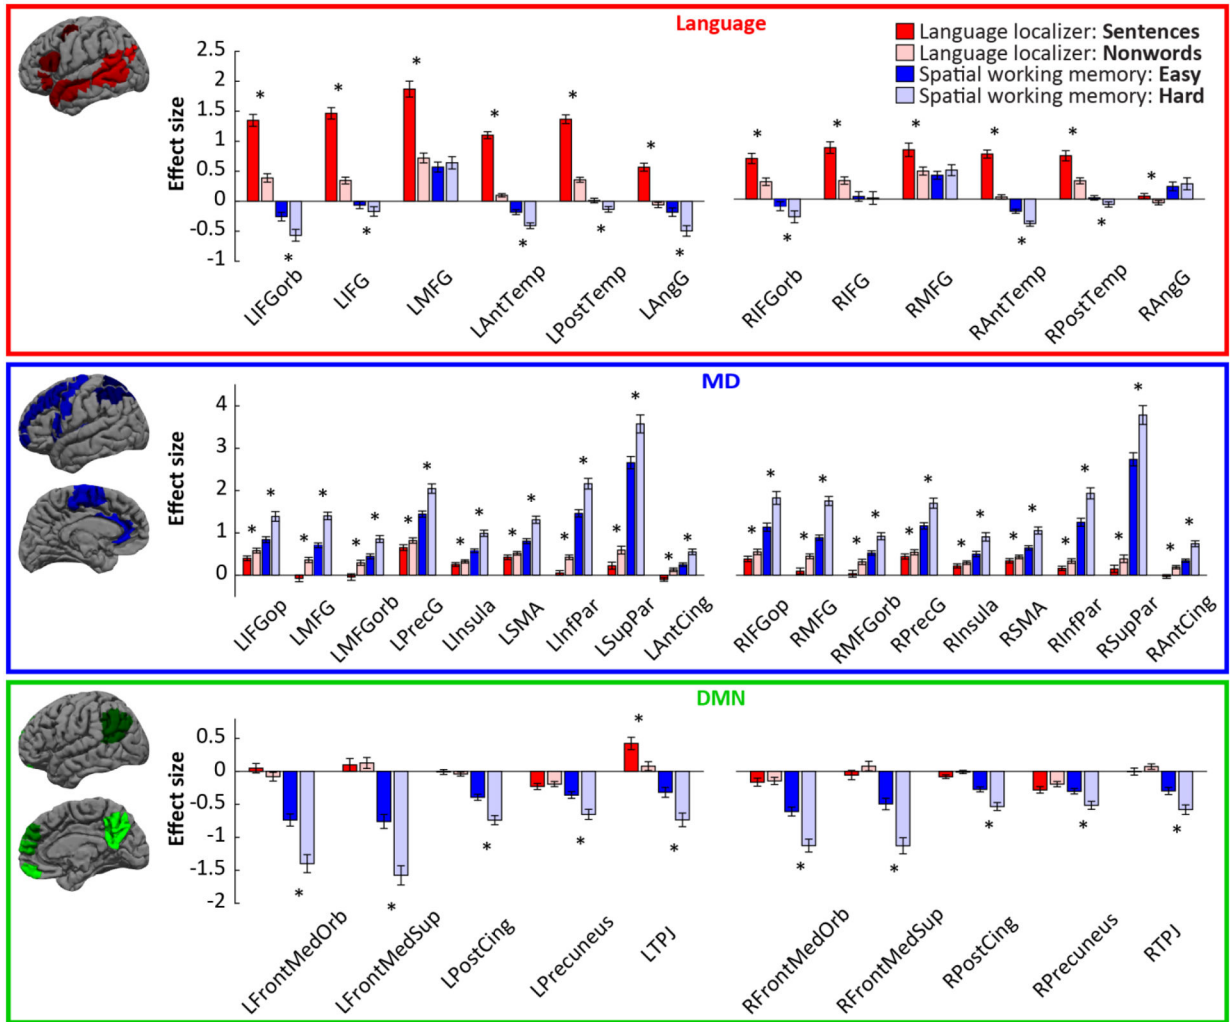 Language
Language localizer: Sentences
Language localizer: Nonwords
Spatial working memory: Easy
Spatial working memory: Hard
Effect size
2.5
2
1.5
1
0.5
0
-0.5
-1
* * * * * * * * * * * *
* * * * * * * *
LIFGorb LIFG LMFG LAntTemp LPostTemp LAngG RIFGorb RIFG RMFG RAntTemp RPostTemp RAngG
MD
Effect size
4
3
2
1
0
* * * * * * * * * * * * * * * * * *
* * * * * * * * * * * * * * * * * *
LIFGop LMFG LMFGorb LPrecG LInsula LSMA LInfPar LSupPar LAntCing RIFGop RMFG RMFGorb RPrecG RInsula RSMA RInfPar RSupPar RAntCing
DMN
Effect size
0.5
0
-0.5
-1
-1.5
-2
*
* * * * * * * * * *
LFrontMedOrb LFrontMedSup LPostCing LPrecuneus LTPJ RFrontMedOrb RFrontMedSup RPostCing RPrecuneus RTPJ